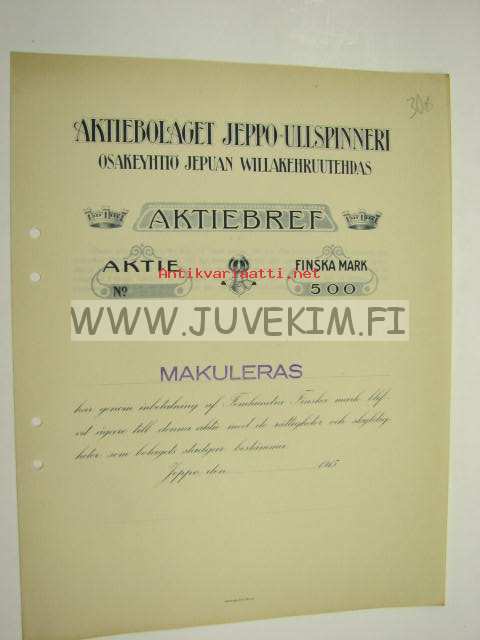 306
AKTIEBOLAGET JEPPO-ULLSPINNERI
OSAKEYHTIÖ JEPUAN WILLAKEHRUUTEHDAS
AKTIEBREF
AKTIE FINSKA MARK
Antikvariaatti.net
No 500
WWW.JUVEKIM.FI
MAKULERAS
har genom inbetalning af Femhundra Finska mark blif-
vit ägare till denna aktie med de rättigheter och skyldig-
heter, som bolagets stadgar bestämma.
Jeppo, den 191